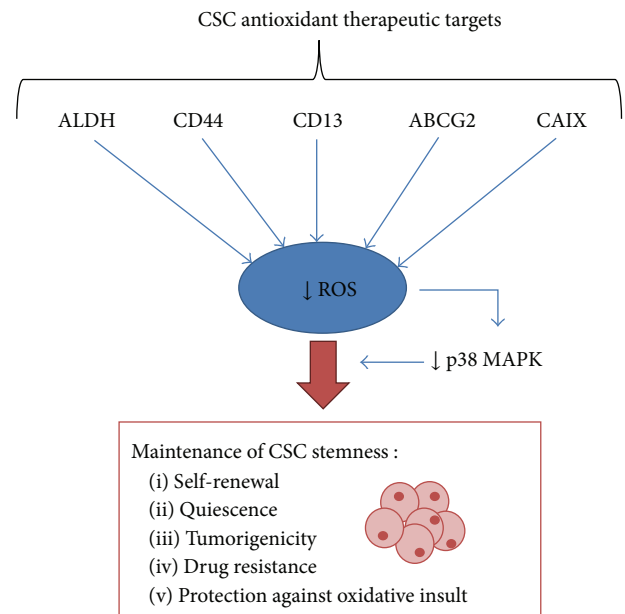 CSC antioxidant therapeutic targets
ALDH CD44 CD13 ABCG2 CAIX
↓ ROS
↓ p38 MAPK
Maintenance of CSC stemness :
(i) Self-renewal
(ii) Quiescence
(iii) Tumorigenicity
(iv) Drug resistance
(v) Protection against oxidative insult